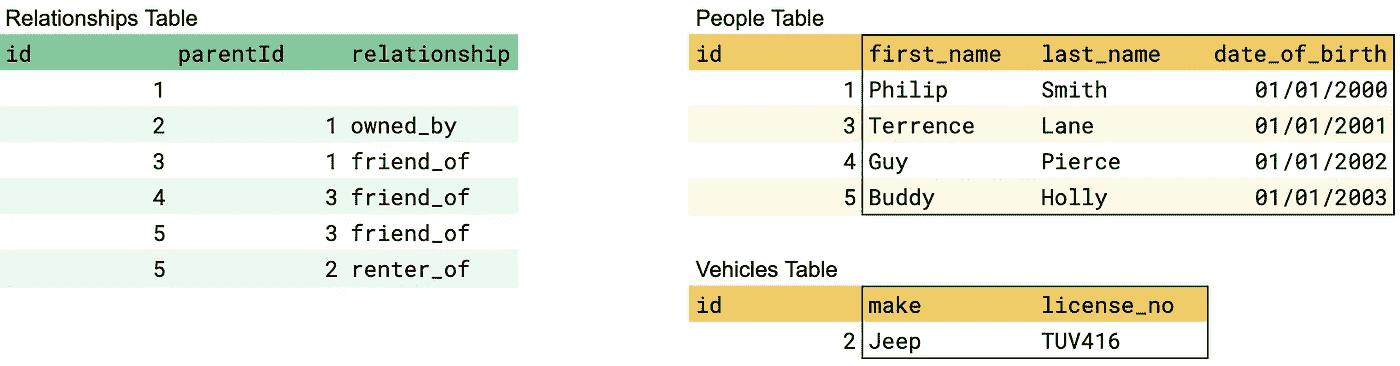 Relationships Table
id parentId relationship
1
2 1 owned_by
3 1 friend_of
4 3 friend_of
5 3 friend_of
5 2 renter_of
People Table
id first_name last_name date_of_birth
1 Philip Smith 01/01/2000
3 Terrence Lane 01/01/2001
4 Guy Pierce 01/01/2002
5 Buddy Holly 01/01/2003
Vehicles Table
id make license_no
2 Jeep TUV416